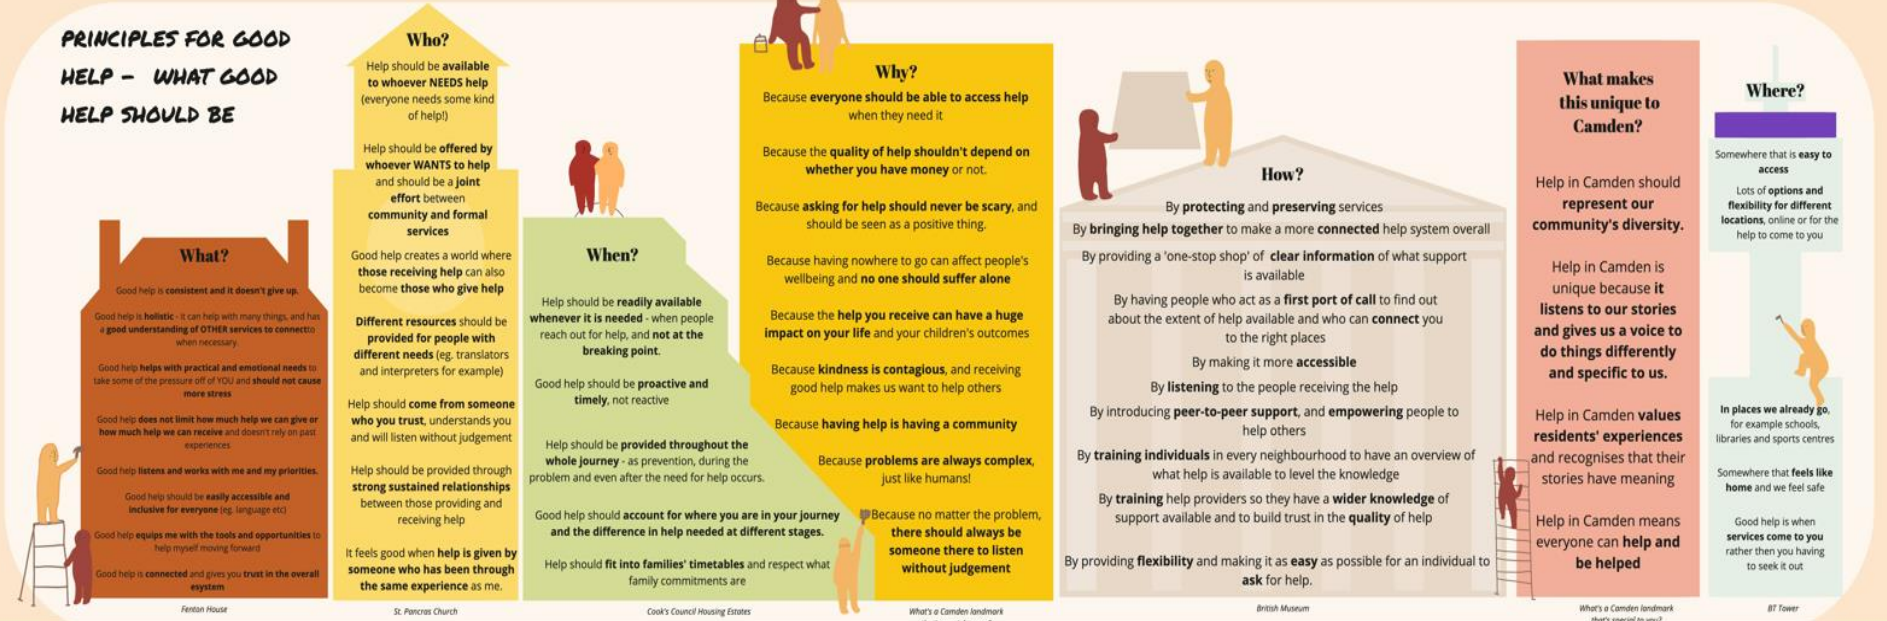 PRINCIPLES FOR GOOD
HELP - WHAT GOOD
HELP SHOULD BE
What?
Good help is consistent and it doesn't give up.
Good help is holistic - it can help with many things, and has
a good understanding of OTHER services to connectto
when necessary.
Good help helps with practical and emotional needs to
take some of the pressure off of YOU and should not cause
more stress
Good help does not limit how much help we can give or
how much help we can receive and doesn't rely on past
experiences
Good help listens and works with me and my priorities.
Good help should be easily accessible and
inclusive for everyone (eg. language etc)
Good help equips me with the tools and opportunities to
help myself moving forward
Good help is connected and gives you trust in the overall
esystem
Fenton House
Who?
Help should be available
to whoever NEEDS help
(everyone needs some kind
of help!)
Help should be offered by
whoever WANTS to help
and should be a joint
effort between
community and formal
services
Good help creates a world where
those receiving help can also
become those who give help
Different resources should be
provided for people with
different needs (eg. translators
and interpreters for example)
Help should come from someone
who you trust, understands you
and will listen without judgement
Help should be provided through
strong sustained relationships
between those providing and
receiving help
It feels good when help is given by
someone who has been through
the same experience as me.
St. Pancras Church
When?
Help should be readily available
whenever it is needed - when people
reach out for help, and not at the
breaking point.
Good help should be proactive and
timely, not reactive
Help should be provided throughout the
whole journey - as prevention, during the
problem and even after the need for help occurs.
Good help should account for where you are in your journey
and the difference in help needed at different stages.
Help should fit into families' timetables and respect what
family commitments are
Cook's Council Housing Estates
Why?
Because everyone should be able to access help
when they need it
Because the quality of help shouldn't depend on
whether you have money or not.
Because asking for help should never be scary, and
should be seen as a positive thing.
Because having nowhere to go can affect people's
wellbeing and no one should suffer alone
Because the help you receive can have a huge
impact on your life and your children's outcomes
Because kindness is contagious, and receiving
good help makes us want to help others
Because having help is having a community
Because problems are always complex,
just like humans!
Because no matter the problem,
there should always be
someone there to listen
without judgement
What's a Camden landmark
How?
By protecting and preserving services
By bringing help together to make a more connected help system overall
By providing a 'one-stop shop' of clear information of what support
is available
By having people who act as a first port of call to find out
about the extent of help available and who can connect you
to the right places
By making it more accessible
By listening to the people receiving the help
By introducing peer-to-peer support, and empowering people to
help others
By training individuals in every neighbourhood to have an overview of
what help is available to level the knowledge
By training help providers so they have a wider knowledge of
support available and to build trust in the quality of help
By providing flexibility and making it as easy as possible for an individual to
ask for help.
British Museum
What makes
this unique to
Camden?
Help in Camden should
represent our
community's diversity.
Help in Camden is
unique because it
listens to our stories
and gives us a voice to
do things differently
and specific to us.
Help in Camden values
residents' experiences
and recognises that their
stories have meaning
Help in Camden means
everyone can help and
be helped
What's a Camden landmark
that's special to you?
Where?
Somewhere that is easy to
access
Lots of options and
flexibility for different
locations, online or for the
help to come to you
In places we already go,
for example schools,
libraries and sports centres
Somewhere that feels like
home and we feel safe
Good help is when
services come to you
rather then you having
to seek it out
BT Tower